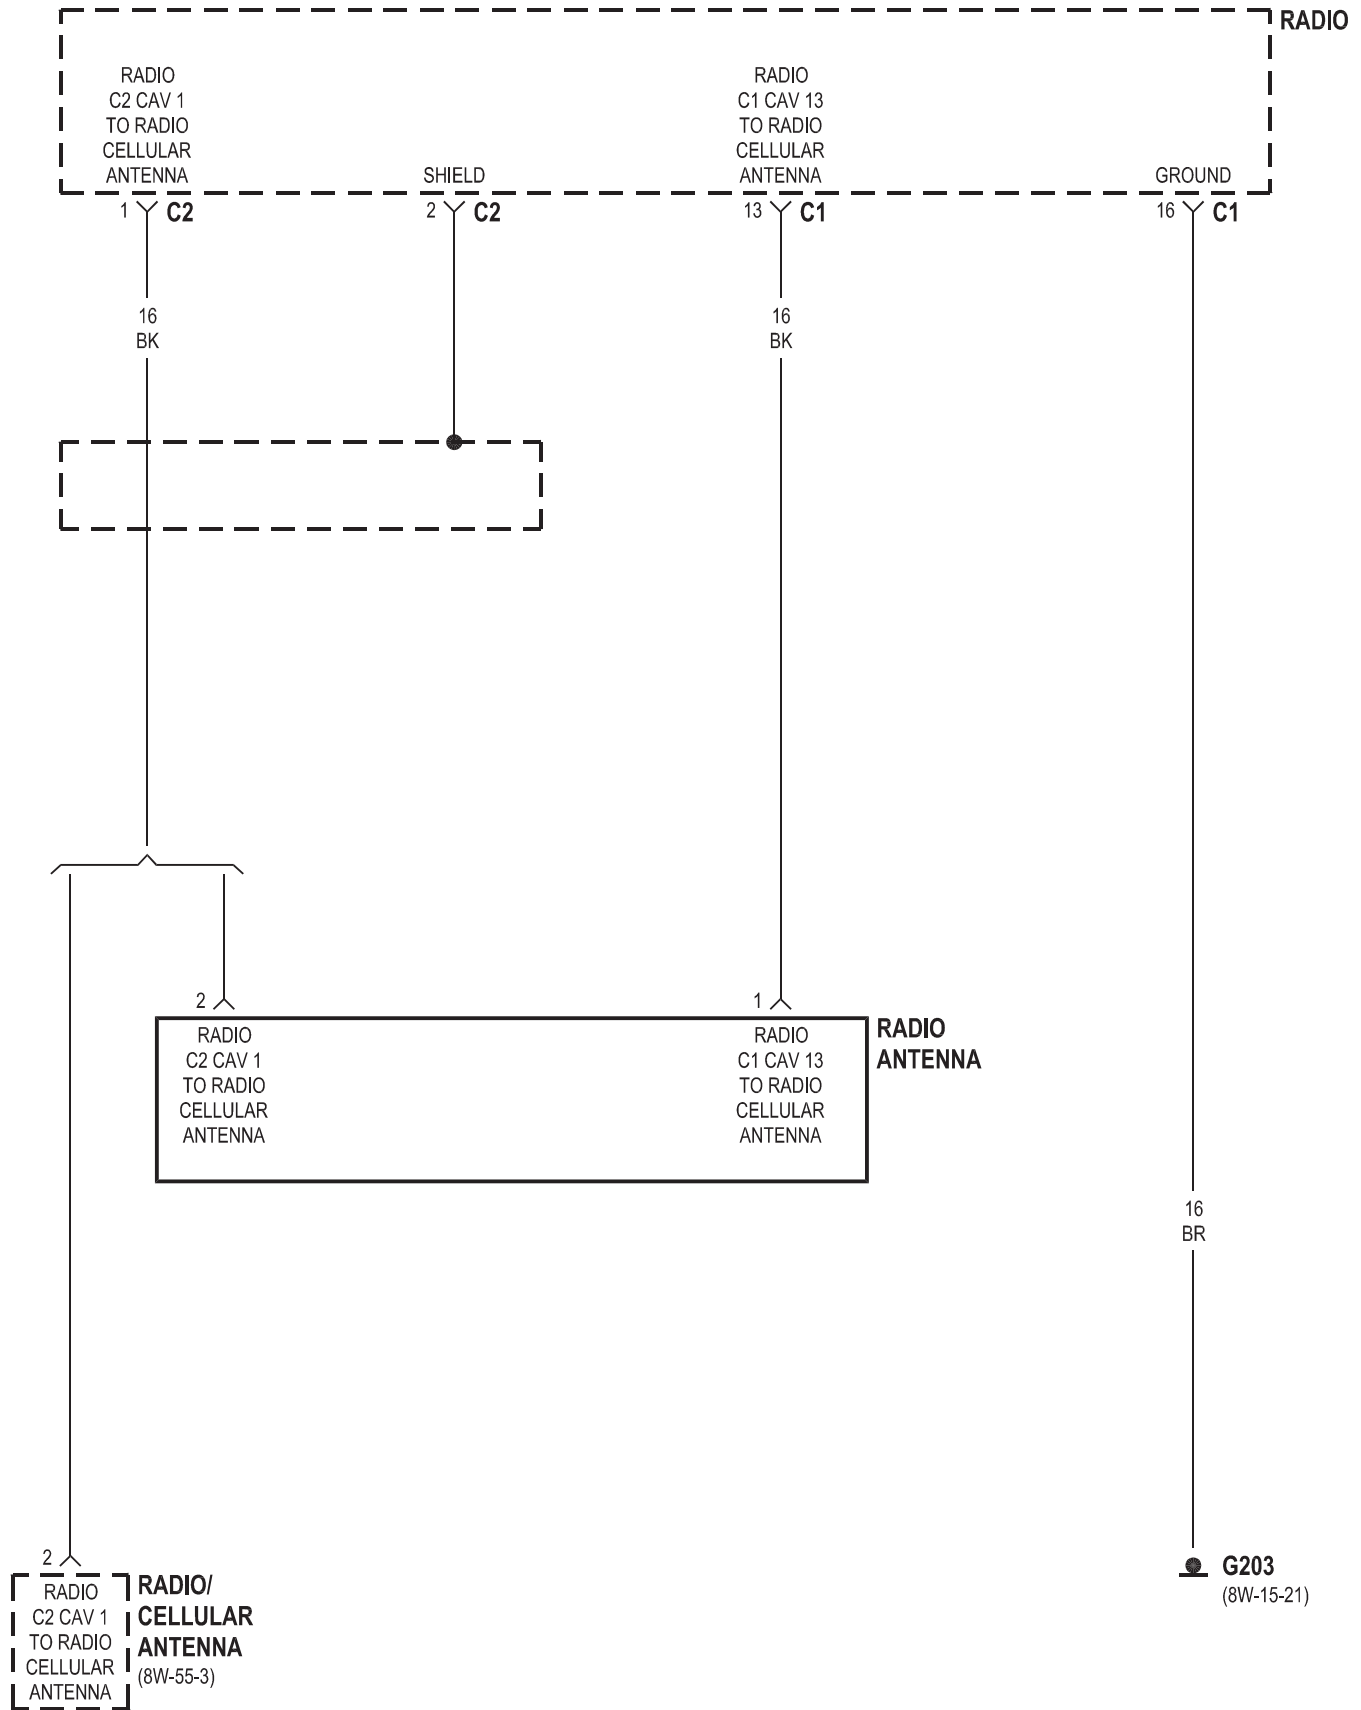 RADIO
RADIO
C2 CAV 1
TO RADIO
CELLULAR
ANTENNA
SHIELD
RADIO
C1 CAV 13
TO RADIO
CELLULAR
ANTENNA
GROUND
1 C2
2 C2
13 C1
16 C1
16
BK
16
BK
2
1
RADIO
C2 CAV 1
TO RADIO
CELLULAR
ANTENNA
RADIO
C1 CAV 13
TO RADIO
CELLULAR
ANTENNA
RADIO
ANTENNA
16
BR
2
RADIO
C2 CAV 1
TO RADIO
CELLULAR
ANTENNA
RADIO/
CELLULAR
ANTENNA
(8W-55-3)
G203
(8W-15-21)